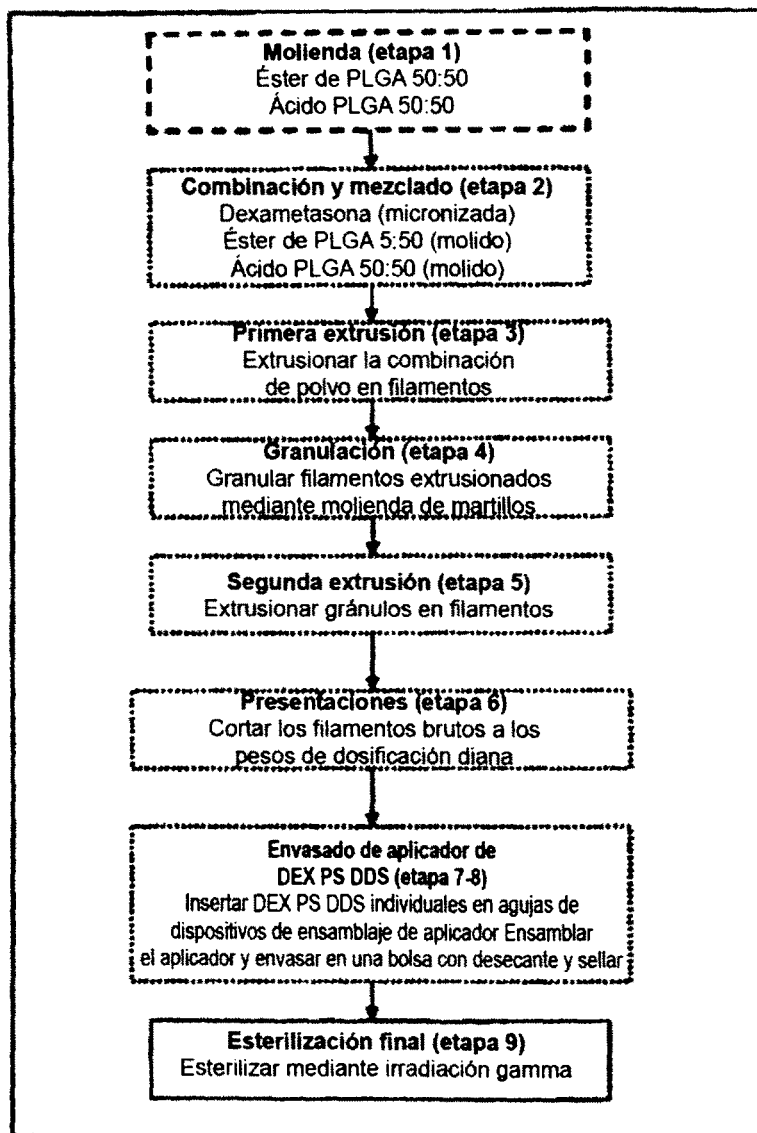 Molienda (etapa 1)
Éster de PLGA 50:50
Ácido PLGA 50:50
Combinación y mezclado (etapa 2)
Dexametasona (micronizada)
Éster de PLGA 5:50 (molido)
Ácido PLGA 50:50 (molido)
Primera extrusión (etapa 3)
Extrusionar la combinación
de polvo en filamentos
Granulación (etapa 4)
Granular filamentos extrusionados
mediante molienda de martillos
Segunda extrusión (etapa 5)
Extrusionar gránulos en filamentos
Presentaciones (etapa 6)
Cortar los filamentos brutos a los
pesos de dosificación diana
Envasado de aplicador de
DEX PS DDS (etapa 7-8)
Insertar DEX PS DDS individuales en agujas de
dispositivos de ensamblaje de aplicador Ensamblar
el aplicador y envasar en una bolsa con desecante y sellar
Esterilización final (etapa 9)
Esterilizar mediante irradiación gamma